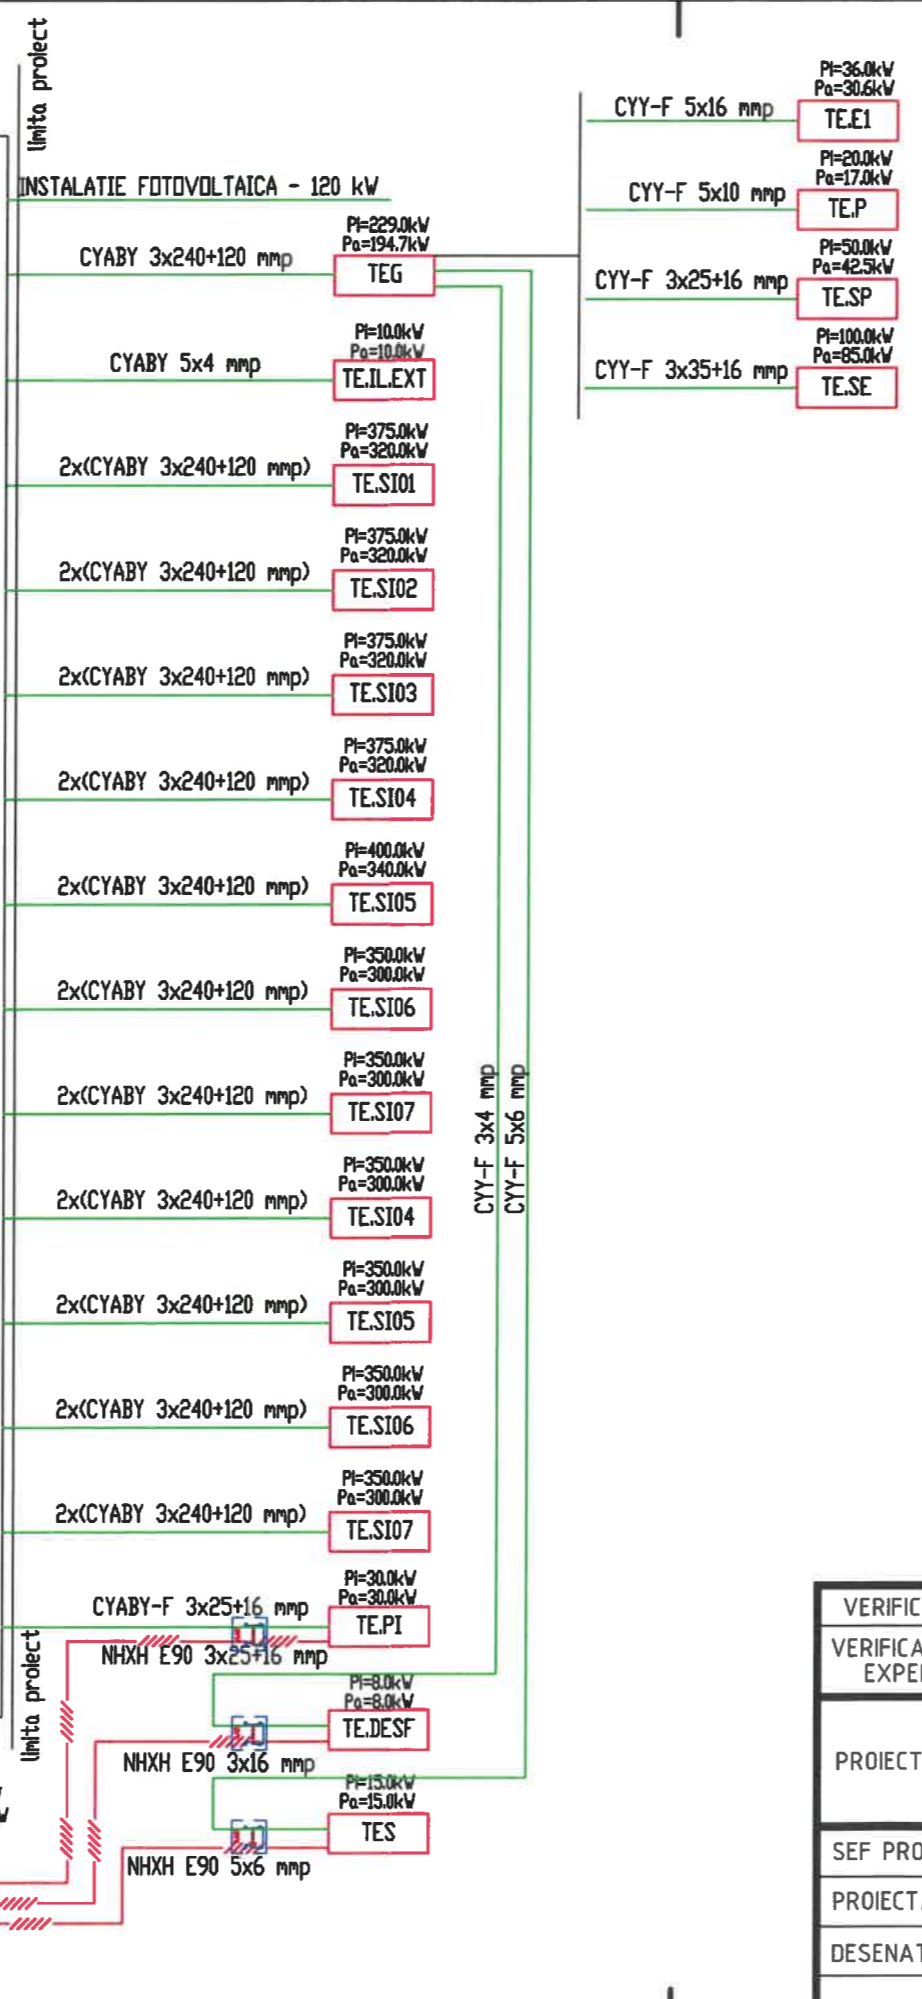 limita proiect
INSTALATIE FOTOVOLTAICA - 120 kW
Pi=229.0kW
Pa=194.7kW
CYABY 3x240+120 mmp
TEG
Pi=36.0kW
Pa=30.6kW
CYY-F 5x16 mmp
TE.E1
Pi=20.0kW
Pa=17.0kW
CYY-F 5x10 mmp
TE.P
Pi=50.0kW
Pa=42.5kW
CYY-F 3x25+16 mmp
TE.SP
Pi=100.0kW
Pa=85.0kW
CYY-F 3x35+16 mmp
TE.SE
Pi=10.0kW
Pa=10.0kW
CYABY 5x4 mmp
TE.IL.EXT
Pi=375.0kW
Pa=320.0kW
2x(CYABY 3x240+120 mmp)
TE.SI01
Pi=375.0kW
Pa=320.0kW
2x(CYABY 3x240+120 mmp)
TE.SI02
Pi=375.0kW
Pa=320.0kW
2x(CYABY 3x240+120 mmp)
TE.SI03
Pi=375.0kW
Pa=320.0kW
2x(CYABY 3x240+120 mmp)
TE.SI04
Pi=400.0kW
Pa=340.0kW
2x(CYABY 3x240+120 mmp)
TE.SI05
Pi=350.0kW
Pa=300.0kW
2x(CYABY 3x240+120 mmp)
TE.SI06
Pi=350.0kW
Pa=300.0kW
2x(CYABY 3x240+120 mmp)
TE.SI07
Pi=350.0kW
Pa=300.0kW
2x(CYABY 3x240+120 mmp)
TE.SI04
Pi=350.0kW
Pa=300.0kW
2x(CYABY 3x240+120 mmp)
TE.SI05
Pi=350.0kW
Pa=300.0kW
2x(CYABY 3x240+120 mmp)
TE.SI06
Pi=350.0kW
Pa=300.0kW
2x(CYABY 3x240+120 mmp)
TE.SI07
CYY-F 3x4 mmp
CYY-F 5x6 mmp
Pi=30.0kW
Pa=30.0kW
CYABY-F 3x25+16 mmp
TE.PI
NHXH E90 3x25+16 mmp
limita proiect
Pi=8.0kW
Pa=8.0kW
TE.DESF
NHXH E90 3x16 mmp
Pi=15.0kW
Pa=15.0kW
TES
NHXH E90 5x6 mmp
VERIFIC
VERIFICA
EXPE
PROIECT
SEF PRO
PROIECT
DESENAT